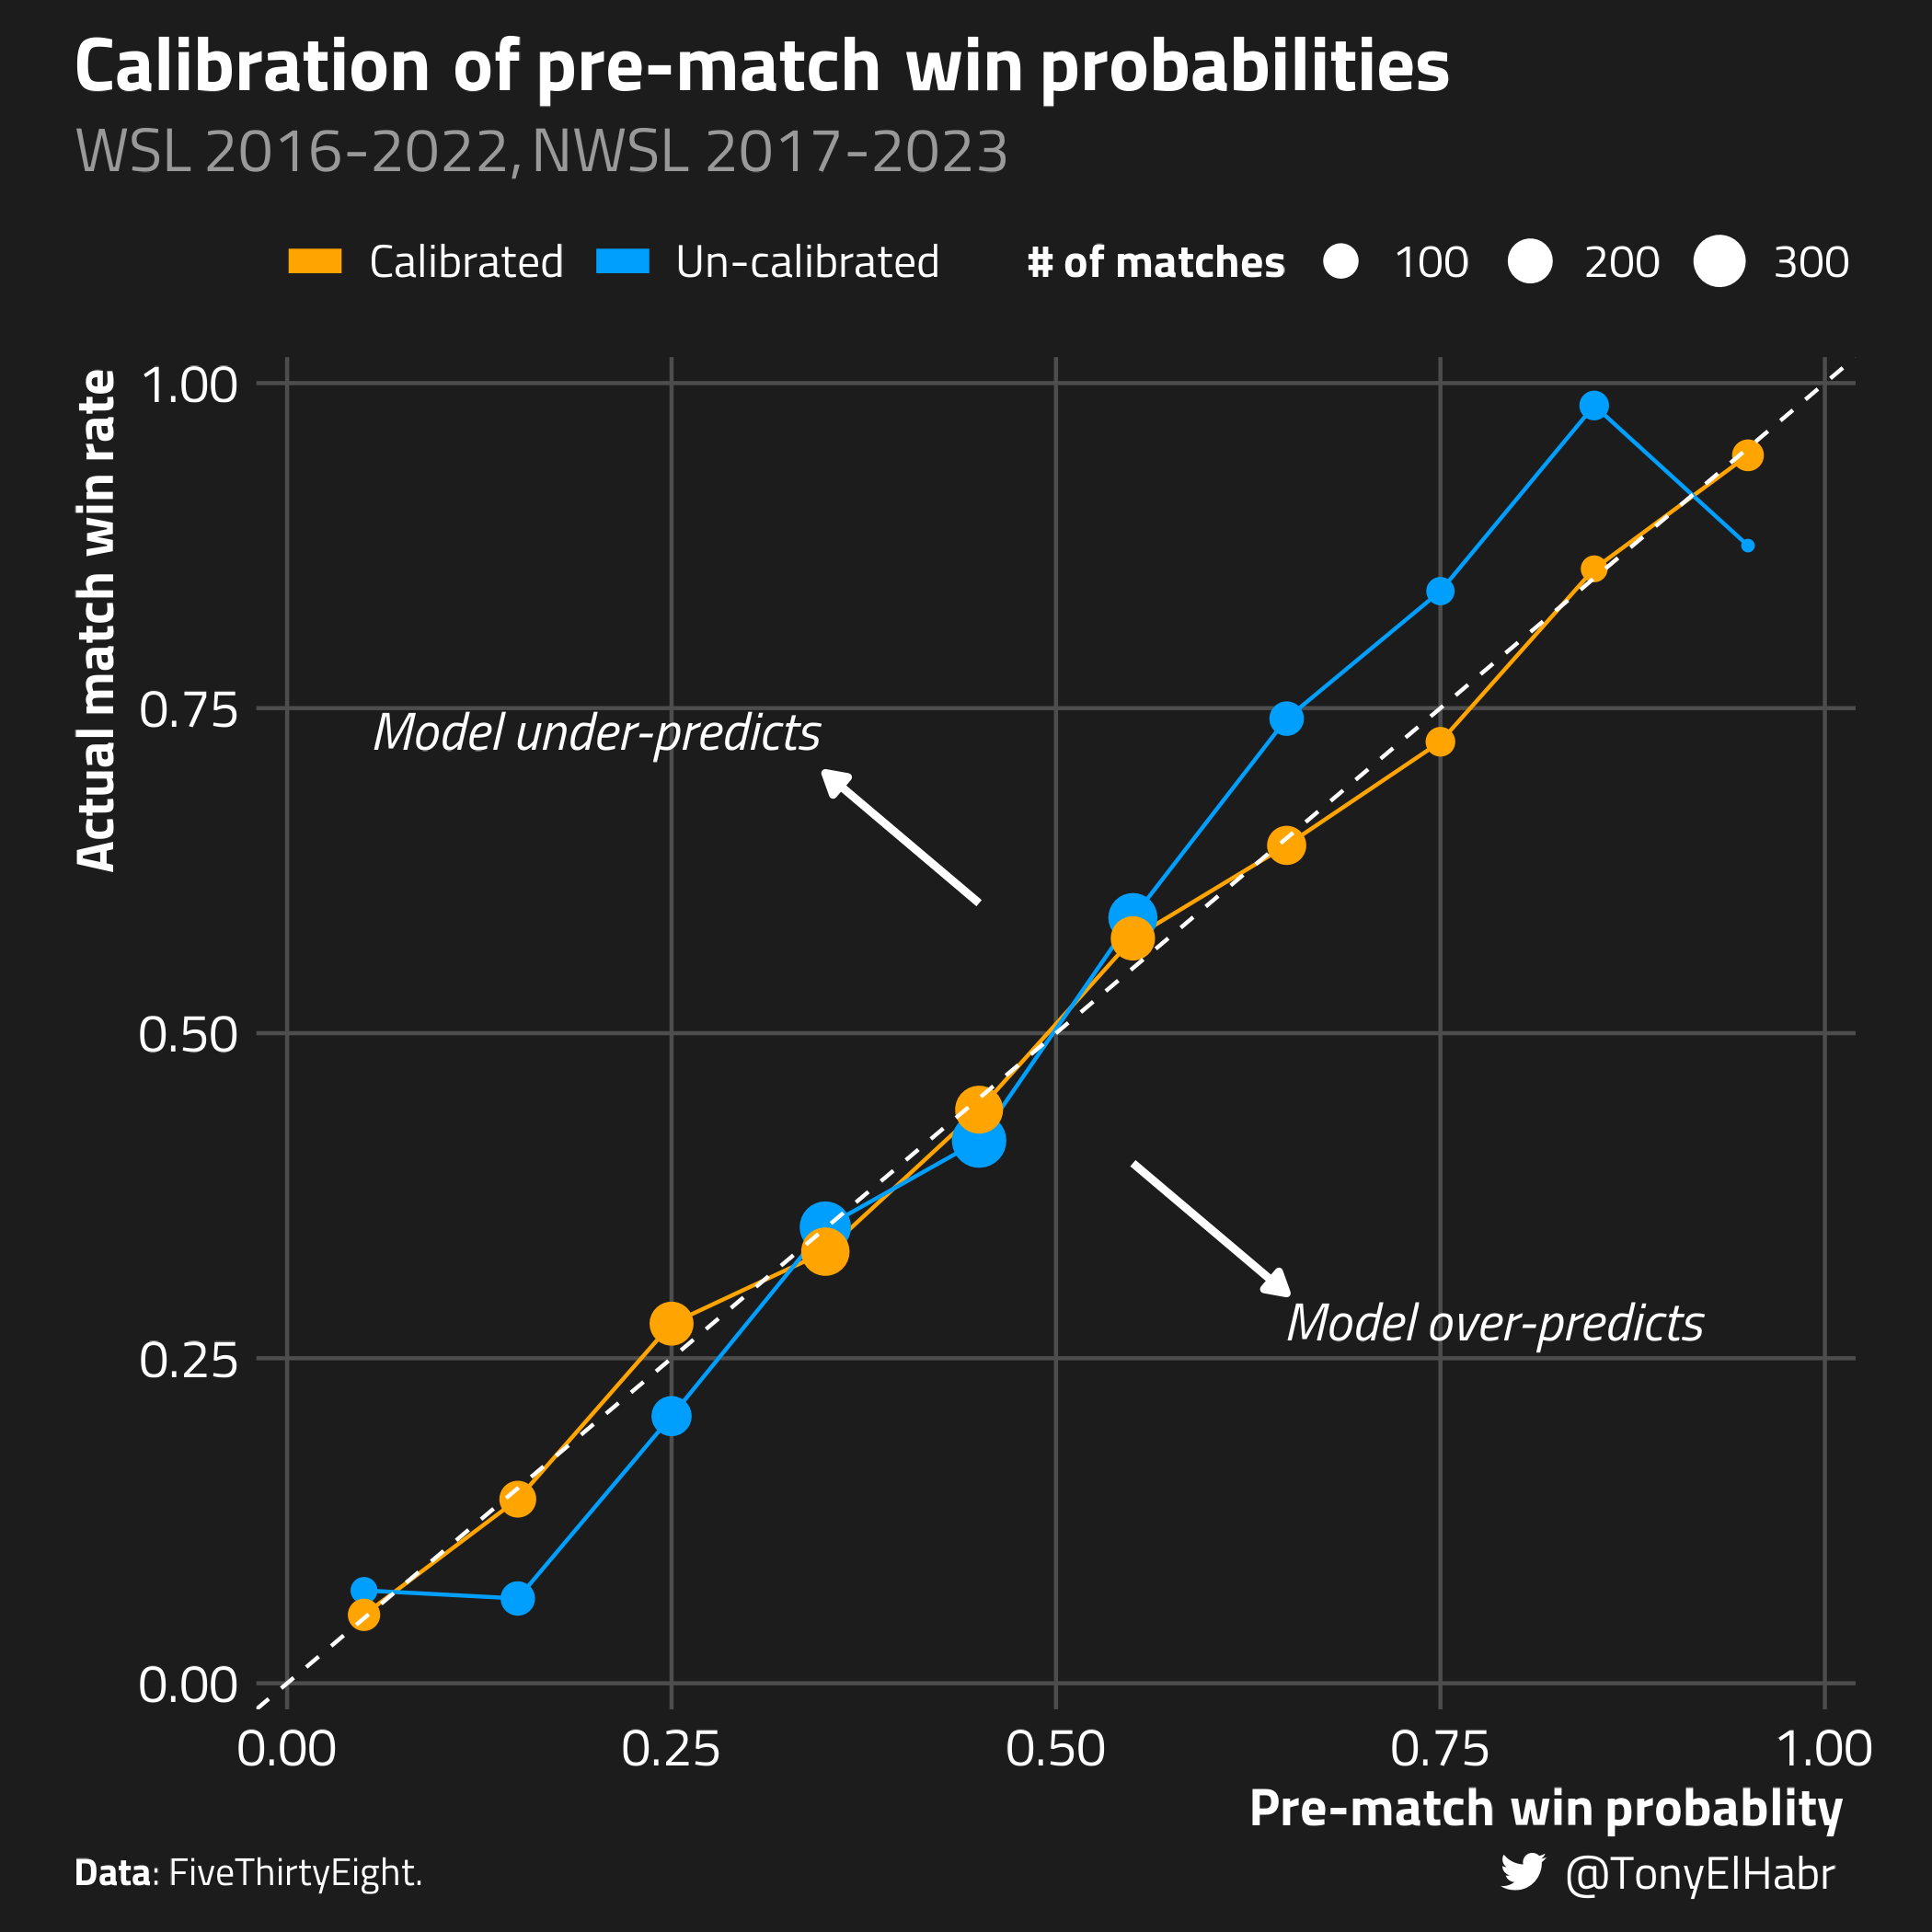 Calibration of pre-match win probabilities
WSL 2016-2022, NWSL 2017-2023
Calibrated Un-calibrated # of matches 100 200 300
Actual match win rate
1.00
0.75
Model under-predicts
0.50
Model over-predicts
0.25
0.00
0.00 0.25 0.50 0.75 1.00
Pre-match win probablity
Data: FiveThirtyEight.
@TonyElHabr